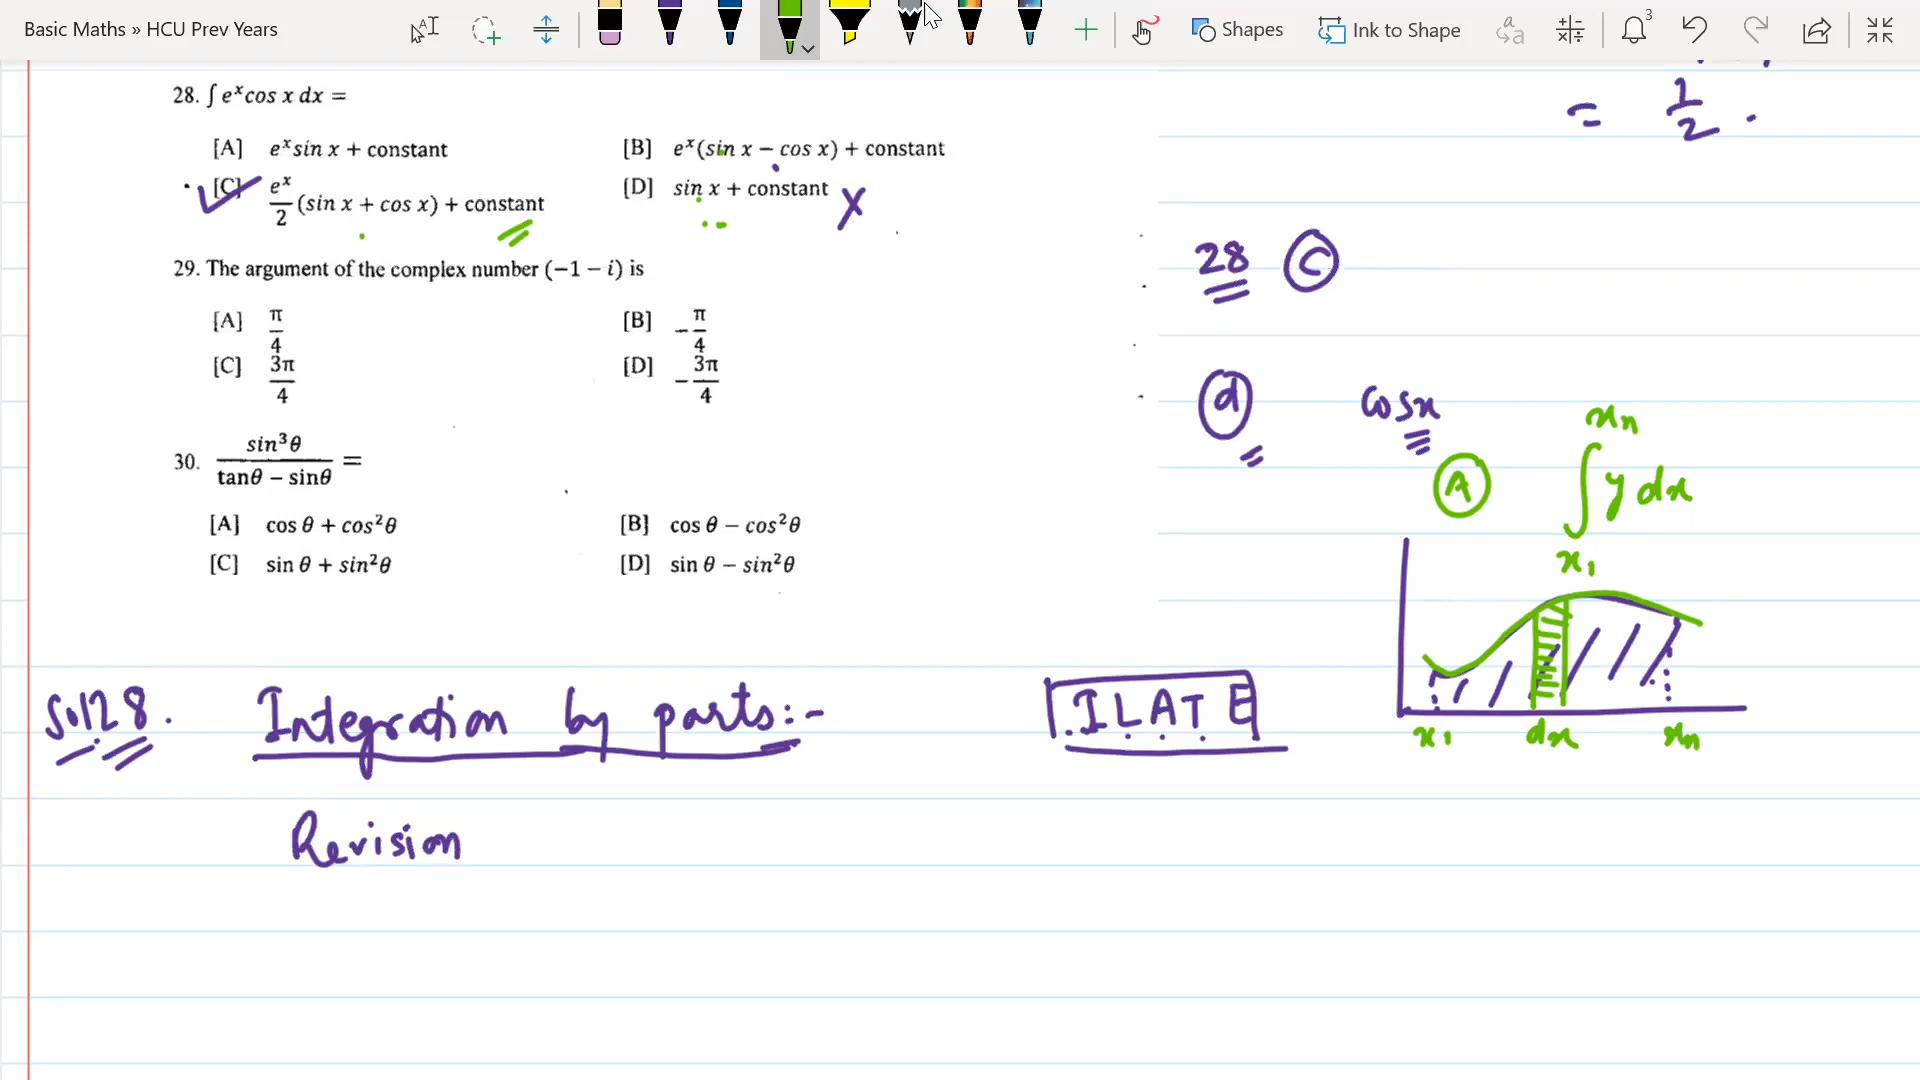 Basic Maths » HCU Prev Years
Shapes
Ink to Shape
3
28. ∫ eˣcos x dx =
[A] eˣsin x + constant
[B] eˣ(sin x − cos x) + constant
[C] eˣ/2 (sin x + cos x) + constant
[D] sin x + constant
29. The argument of the complex number (−1 − i) is
[A] π/4
[B] −π/4
[C] 3π/4
[D] −3π/4
30. sin³θ/(tanθ − sinθ) =
[A] cos θ + cos²θ
[B] cos θ − cos²θ
[C] sin θ + sin²θ
[D] sin θ − sin²θ
= 1/2 .
28 C
d cosx
A ∫ y dx
xn
x1
x1 dx xn
Sol28. Integration by parts:-
ILATE
Revision